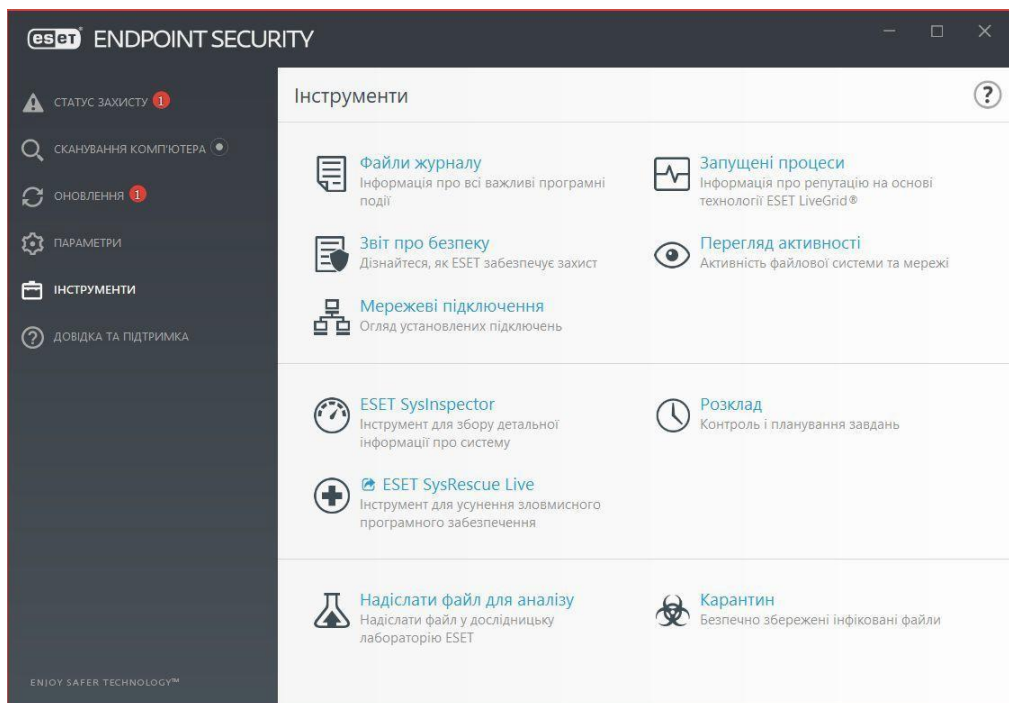 eset ENDPOINT SECURITY
СТАТУС ЗАХИСТУ 1
СКАНУВАННЯ КОМП'ЮТЕРА
ОНОВЛЕННЯ 1
ПАРАМЕТРИ
ІНСТРУМЕНТИ
ДОВІДКА ТА ПІДТРИМКА
ENJOY SAFER TECHNOLOGY™
Інструменти
?
Файли журналу
Інформація про всі важливі програмні
події
Запущені процеси
Інформація про репутацію на основі
технології ESET LiveGrid®
Звіт про безпеку
Дізнайтеся, як ESET забезпечує захист
Перегляд активності
Активність файлової системи та мережі
Мережеві підключення
Огляд установлених підключень
ESET SysInspector
Інструмент для збору детальної
інформації про систему
Розклад
Контроль і планування завдань
ESET SysRescue Live
Інструмент для усунення зловмисного
програмного забезпечення
Надіслати файл для аналізу
Надіслати файл у дослідницьку
лабораторію ESET
Карантин
Безпечно збережені інфіковані файли